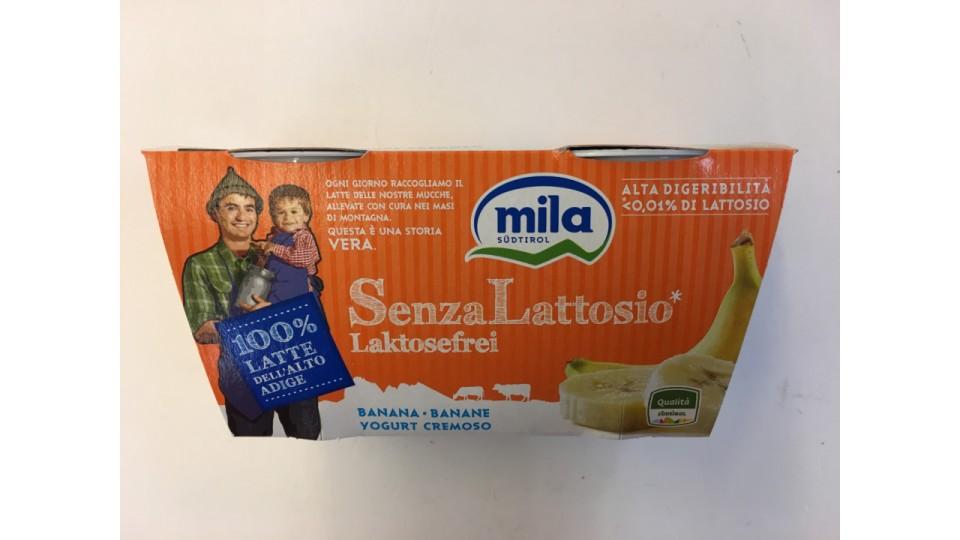 OGNI GIORNO RACCOGLIAMO IL
LATTE DELLE NOSTRE MUCCHE,
ALLEVATE CON CURA NEI MASI
DI MONTAGNA.
QUESTA È UNA STORIA
VERA.
mila
SÜDTIROL
ALTA DIGERIBILITÀ
<0,01% DI LATTOSIO
SenzaLattosio*
Laktosefrei
100%
LATTE
DELL'ALTO
ADIGE
BANANA • BANANE
YOGURT CREMOSO
Qualità
SÜDTIROL